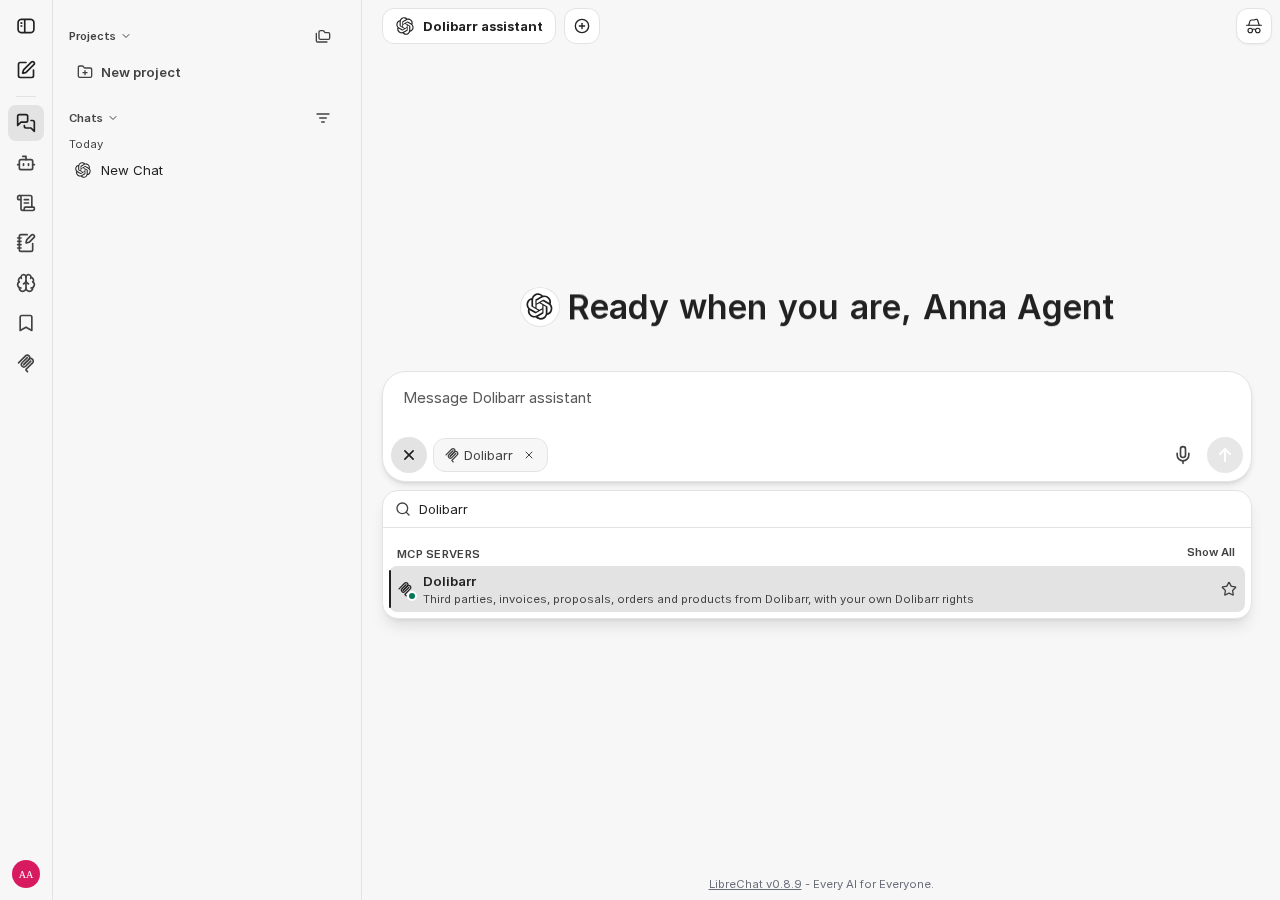 Projects
New project
Chats
Today
New Chat
AA
Dolibarr assistant
Ready when you are, Anna Agent
Message Dolibarr assistant
Dolibarr
Dolibarr
MCP SERVERS
Show All
Dolibarr
Third parties, invoices, proposals, orders and products from Dolibarr, with your own Dolibarr rights
LibreChat v0.8.9 - Every AI for Everyone.